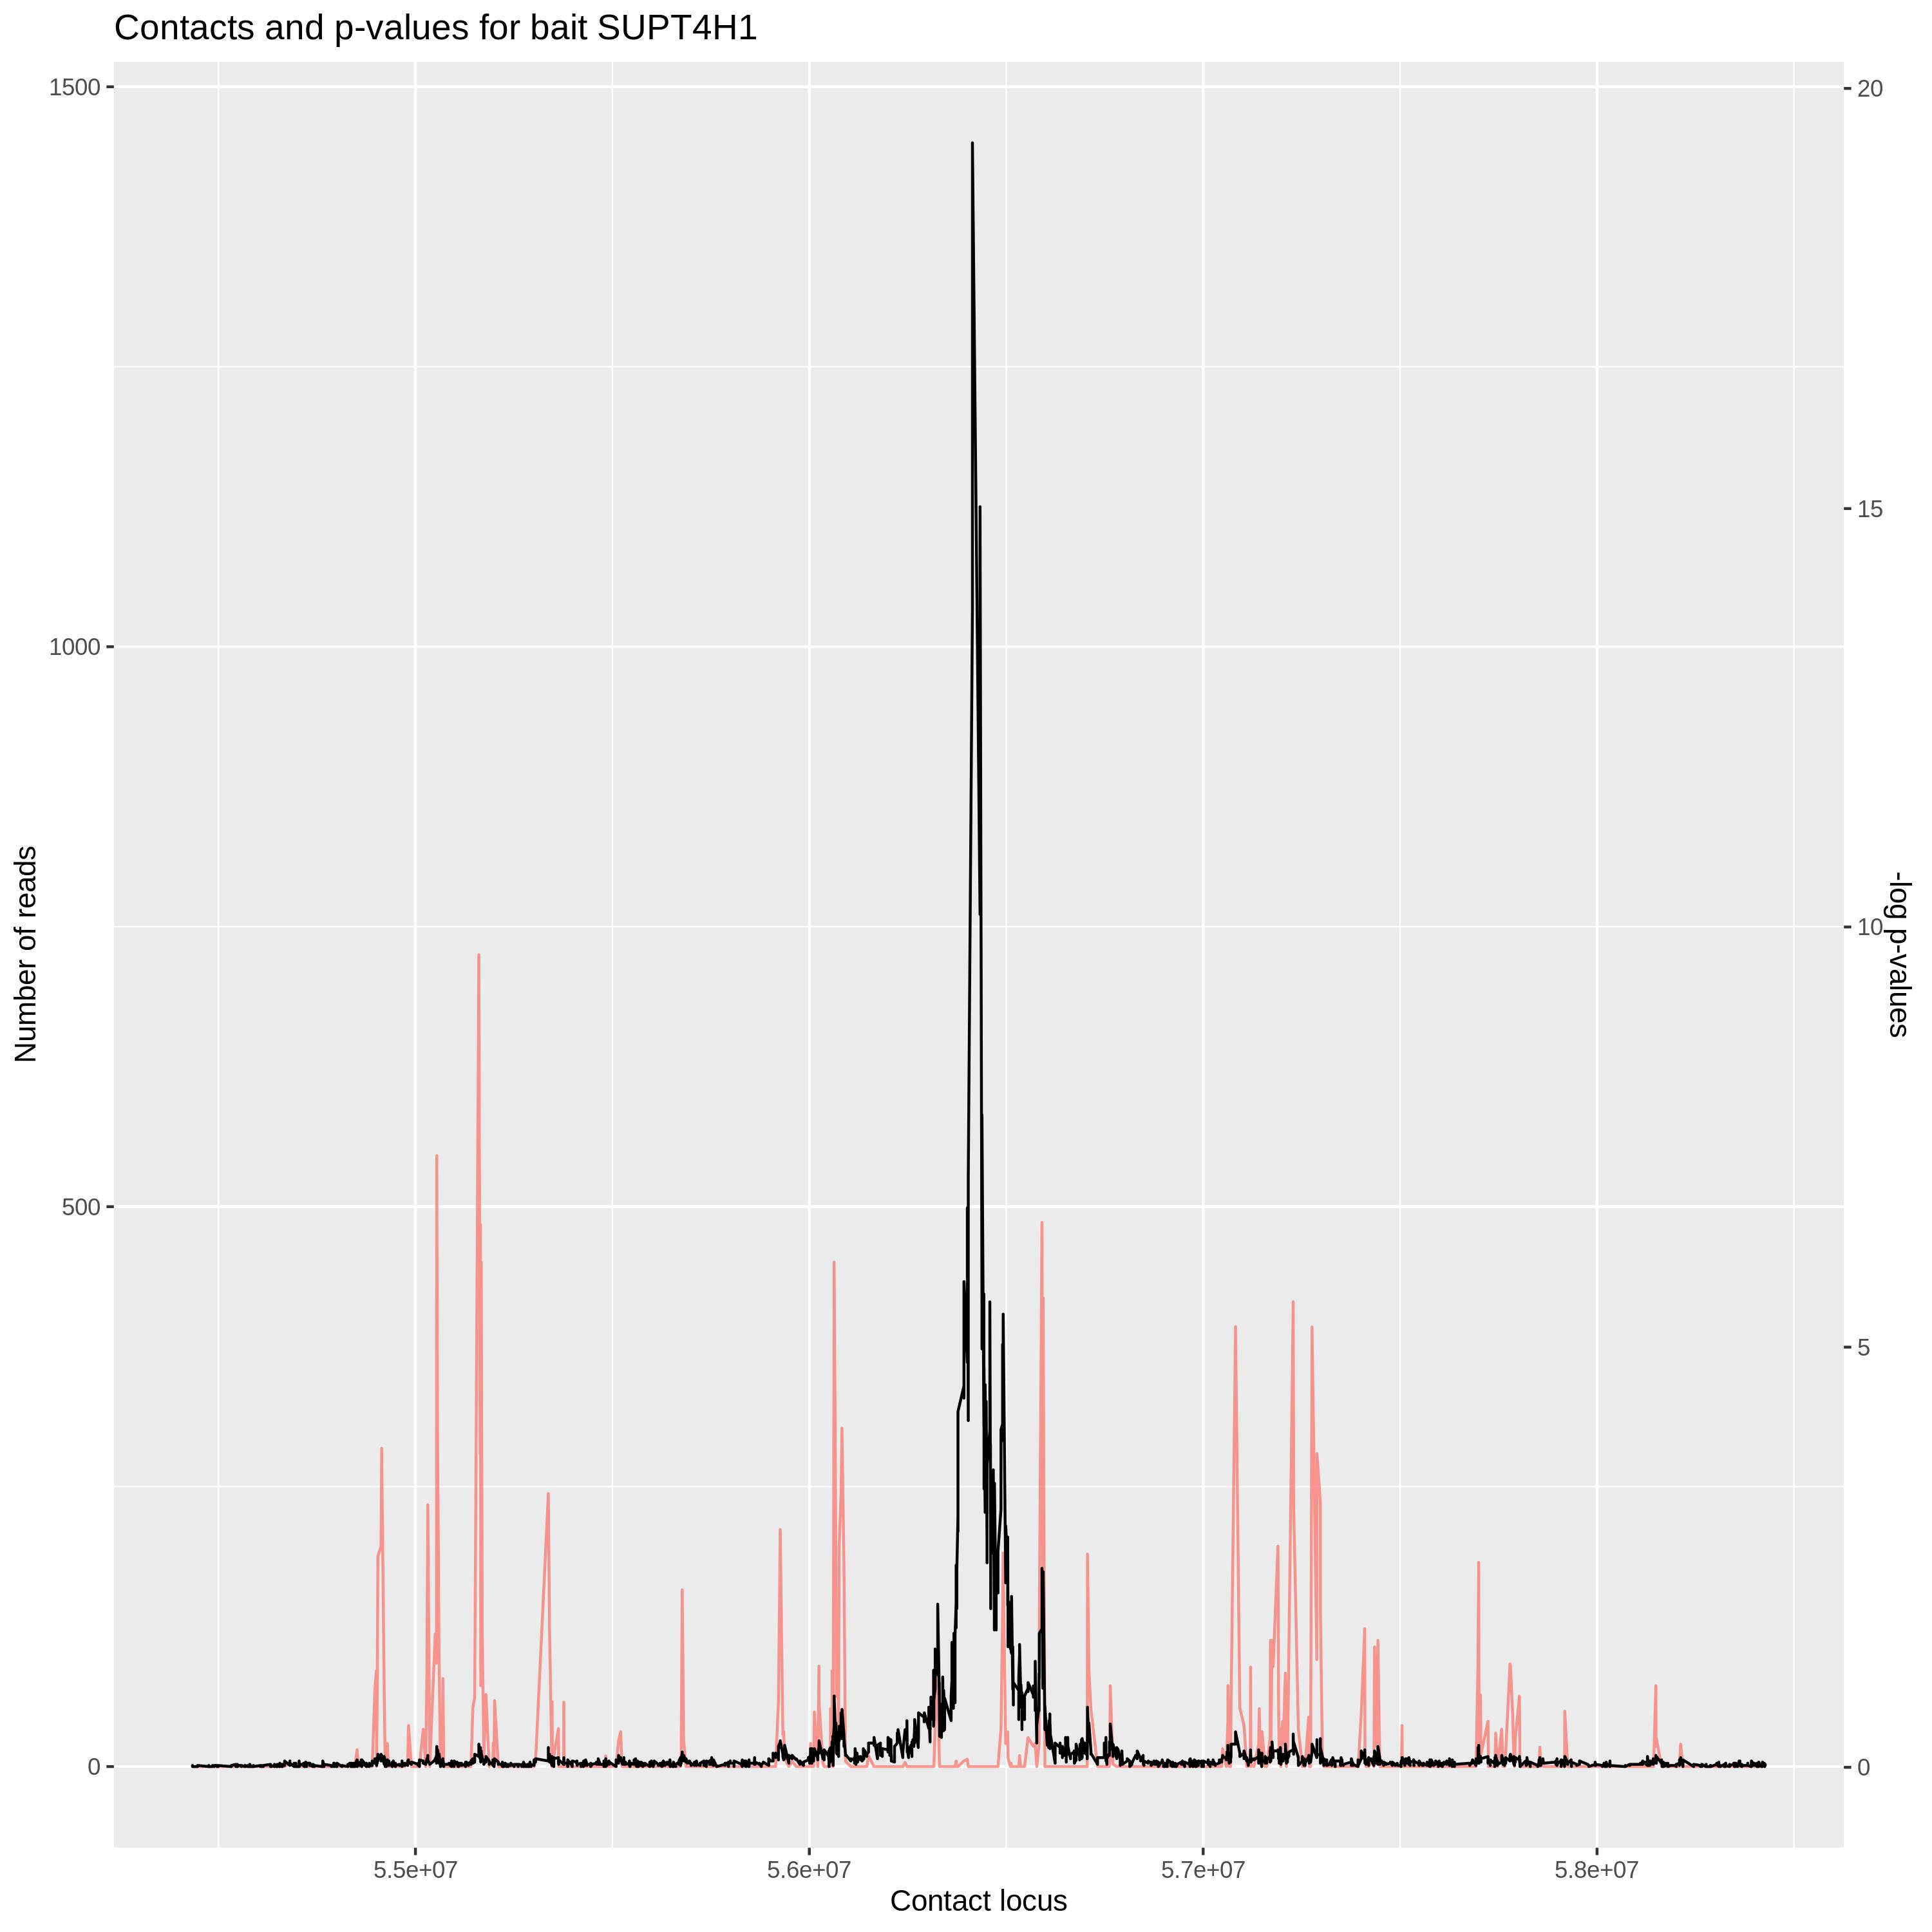 Contacts and p-values for bait SUPT4H1
1500
1000
500
0
Number of reads
20
15
10
5
0
-log p-values
5.5e+07
5.6e+07
5.7e+07
5.8e+07
Contact locus